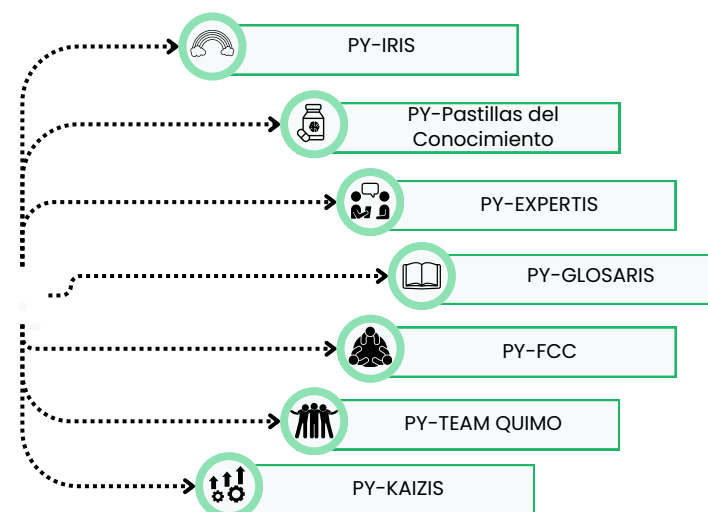 PY-IRIS
PY-Pastillas del
Conocimiento
PY-EXPERTIS
PY-GLOSARIS
PY-FCC
PY-TEAM QUIMO
PY-KAIZIS